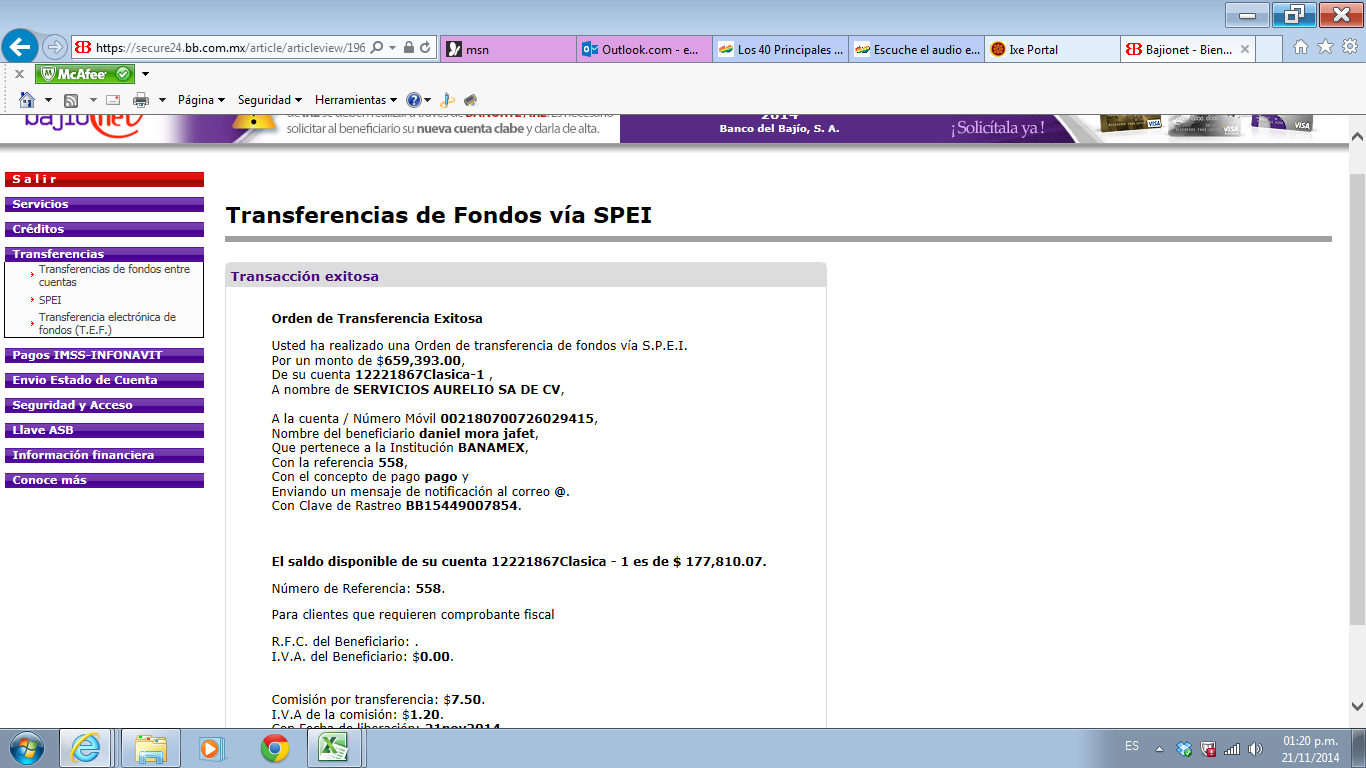 https://secure24.bb.com.mx/article/articleview/196
msn
Outlook.com - e...
Los 40 Principales ...
Escuche el audio e...
Ixe Portal
Bajionet - Bien...
McAfee
Página
Seguridad
Herramientas
bajionet
solicitar al beneficiario su nueva cuenta clabe y darla de alta.
2014
Banco del Bajío, S. A.
¡Solicítala ya!
VISA
VISA
VISA
Salir
Servicios
Créditos
Transferencias
Transferencias de fondos entre
cuentas
SPEI
Transferencia electrónica de
fondos (T.E.F.)
Pagos IMSS-INFONAVIT
Envio Estado de Cuenta
Seguridad y Acceso
Llave ASB
Información financiera
Conoce más
Transferencias de Fondos vía SPEI
Transacción exitosa
Orden de Transferencia Exitosa
Usted ha realizado una Orden de transferencia de fondos vía S.P.E.I.
Por un monto de $659,393.00,
De su cuenta 12221867Clasica-1 ,
A nombre de SERVICIOS AURELIO SA DE CV,
A la cuenta / Número Móvil 002180700726029415,
Nombre del beneficiario daniel mora jafet,
Que pertenece a la Institución BANAMEX,
Con la referencia 558,
Con el concepto de pago pago y
Enviando un mensaje de notificación al correo @.
Con Clave de Rastreo BB15449007854.
El saldo disponible de su cuenta 12221867Clasica - 1 es de $ 177,810.07.
Número de Referencia: 558.
Para clientes que requieren comprobante fiscal
R.F.C. del Beneficiario: .
I.V.A. del Beneficiario: $0.00.
Comisión por transferencia: $7.50.
I.V.A de la comisión: $1.20.
Con Fecha de liberación: 21nov2014
ES
01:20 p.m.
21/11/2014